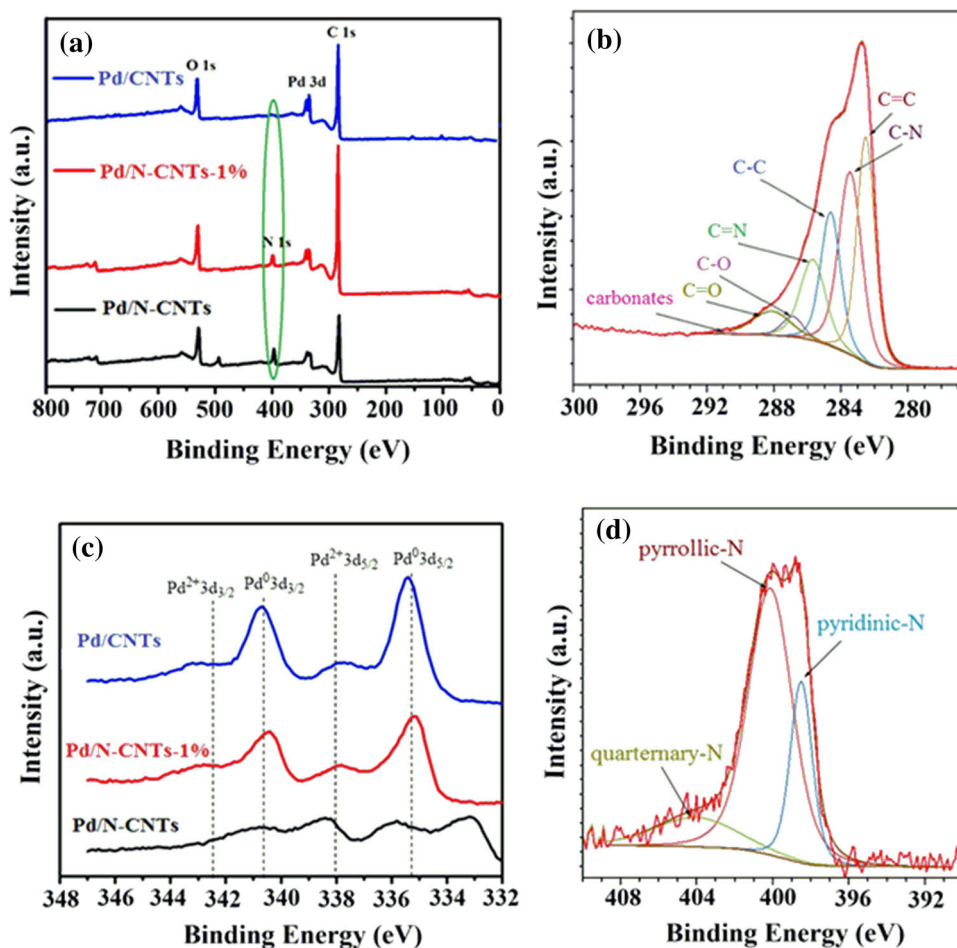 (a)
C 1s
O 1s
Pd/CNTs
Pd 3d
Pd/N-CNTs-1%
N 1s
Pd/N-CNTs
Intensity (a.u.)
800 700 600 500 400 300 200 100 0
Binding Energy (eV)
(b)
C=C
C-N
C-C
C=N
C-O
C=O
carbonates
Intensity (a.u.)
300 296 292 288 284 280
Binding Energy (eV)
(c)
Pd²⁺3d₃/₂ Pd⁰3d₃/₂ Pd²⁺3d₅/₂ Pd⁰3d₅/₂
Pd/CNTs
Pd/N-CNTs-1%
Pd/N-CNTs
Intensity (a.u.)
348 346 344 342 340 338 336 334 332
Binding Energy (eV)
(d)
pyrrollic-N
pyridinic-N
quarternary-N
Intensity (a.u.)
408 404 400 396 392
Binding Energy (eV)